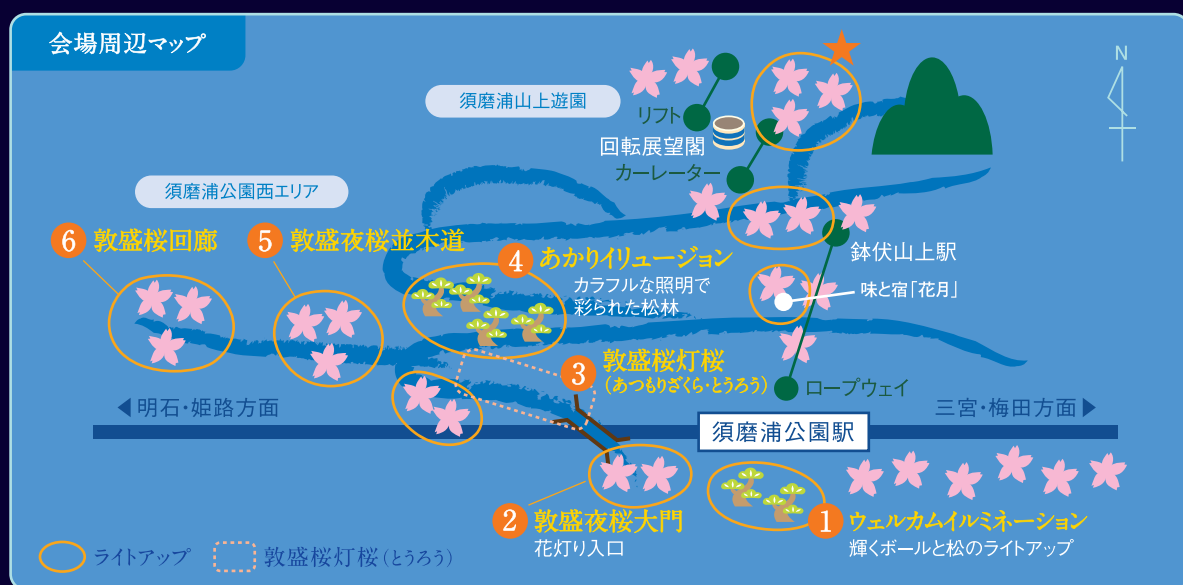 会場周辺マップ
N
須磨浦山上遊園
リフト
回転展望閣
カーレーター
須磨浦公園西エリア
6 敦盛桜回廊
5 敦盛夜桜並木道
4 あかりイリュージョン
カラフルな照明で
彩られた松林
鉢伏山上駅
味と宿「花月」
3 敦盛桜灯桜
(あつもりざくら・とうろう)
ロープウェイ
◀明石・姫路方面
三宮・梅田方面▶
須磨浦公園駅
2 敦盛夜桜大門
花灯り入口
1 ウェルカムイルミネーション
輝くボールと松のライトアップ
ライトアップ
敦盛桜灯桜(とうろう)